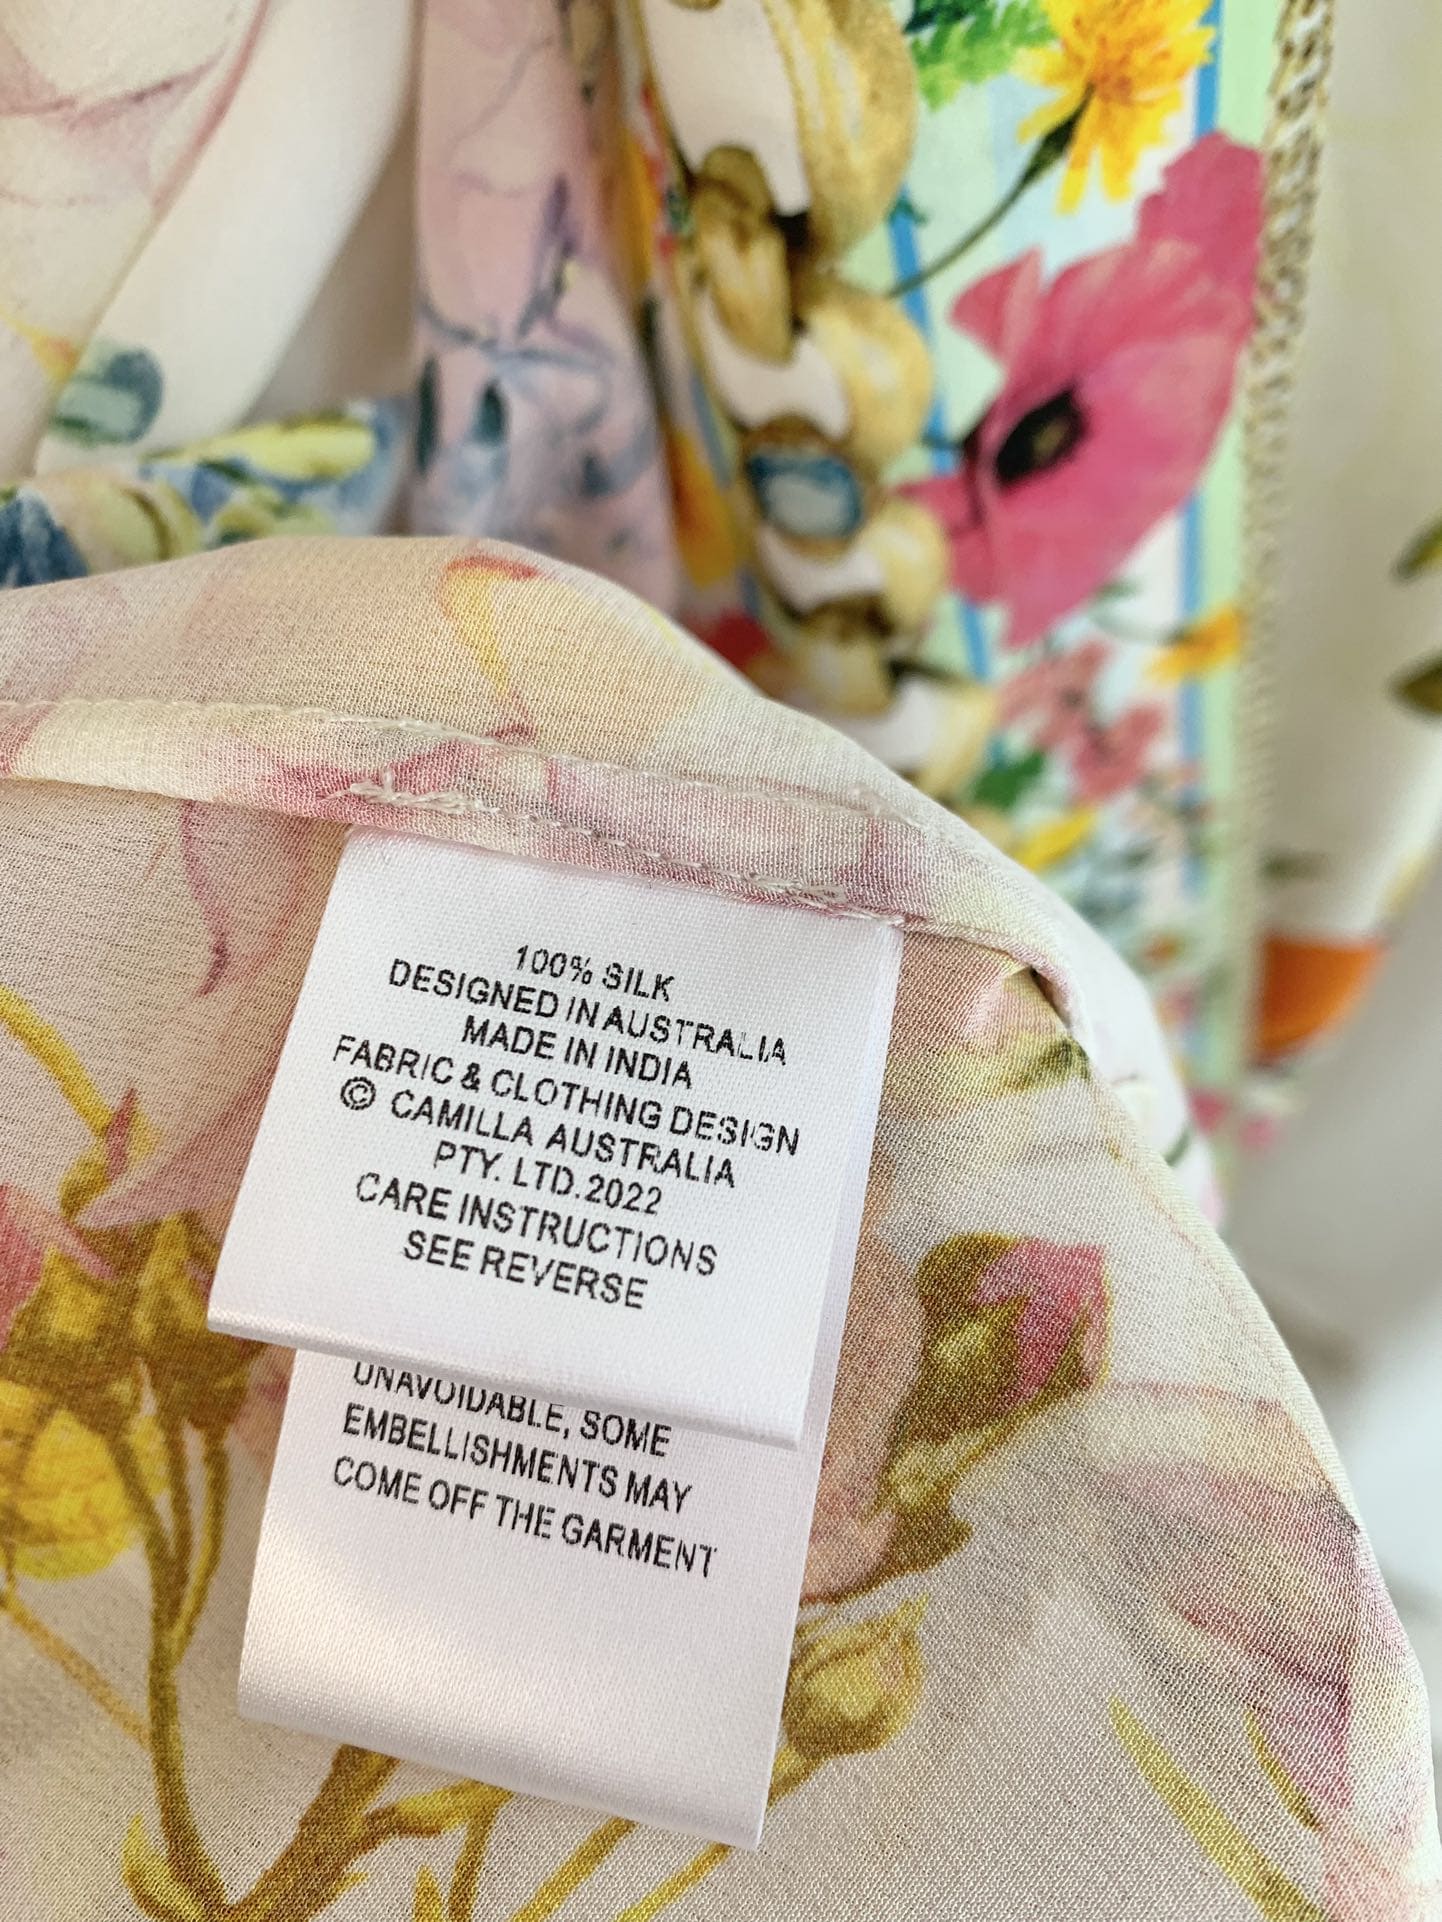 100% SILK
DESIGNED IN AUSTRALIA
MADE IN INDIA
FABRIC & CLOTHING DESIGN
© CAMILLA AUSTRALIA
PTY. LTD.2022
CARE INSTRUCTIONS
SEE REVERSE
UNAVOIDABLE, SOME
EMBELLISHMENTS MAY
COME OFF THE GARMENT